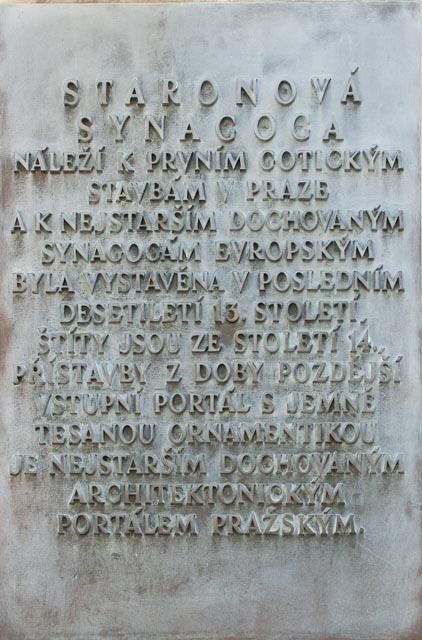 STARONOVÁ
SYNAGOGA
NÁLEŽÍ K PRVNÍM GOTICKÝM
STAVBÁM V PRAZE
A K NEJSTARŠÍM DOCHOVANÝM
SYNAGOGÁM EVROPSKÝM
BYLA VYSTAVĚNA V POSLEDNÍM
DESETILETÍ 13. STOLETÍ
ŠTÍTY JSOU ZE STOLETÍ 14.
PŘÍSTAVBY Z DOBY POZDĚJŠÍ
VSTUPNÍ PORTÁL S JEMNĚ
TESANOU ORNAMENTIKOU
JE NEJSTARŠÍM DOCHOVANÝM
ARCHITEKTONICKÝM
PORTÁLEM PRAŽSKÝM.